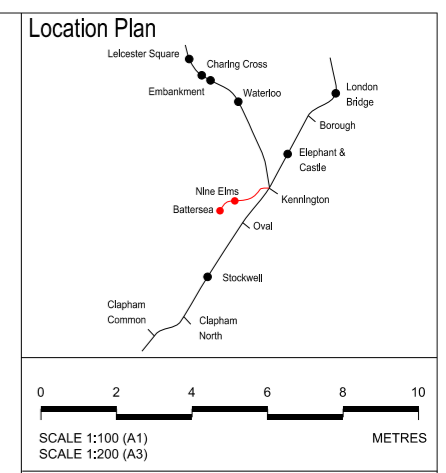 Location Plan
Leicester Square
Charing Cross
Embankment
Waterloo
London
Bridge
Borough
Elephant &
Castle
Nine Elms
Kennington
Battersea
Oval
Stockwell
Clapham
Common
Clapham
North
0 2 4 6 8 10
SCALE 1:100 (A1) METRES
SCALE 1:200 (A3)